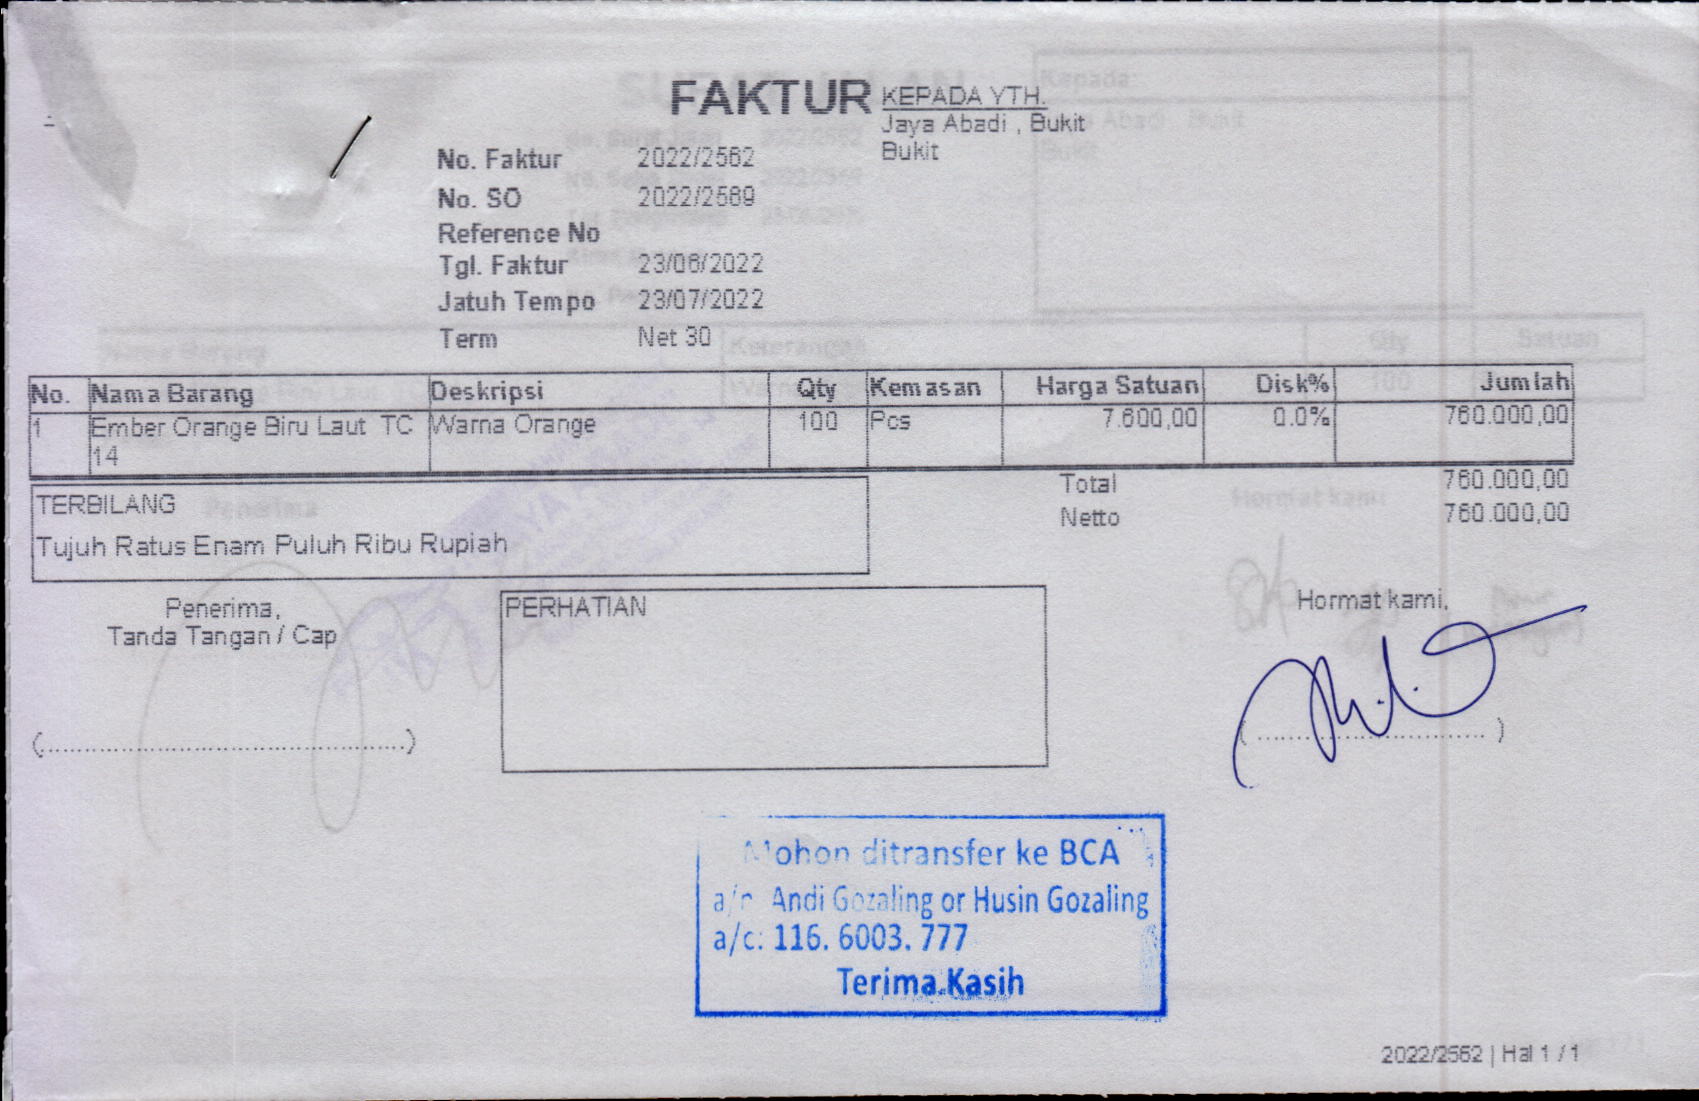 FAKTUR
KEPADA YTH.
Jaya Abadi , Bukit
Bukit
No. Faktur 2022/2562
No. SO 2022/2569
Reference No
Tgl. Faktur 23/06/2022
Jatuh Tempo 23/07/2022
Term Net 30
No. Nama Barang Deskripsi Qty Kemasan Harga Satuan Disk% Jumlah
1 Ember Orange Biru Laut TC Warna Orange 100 Pcs 7.600,00 0.0% 760.000,00
14
Total 760.000,00
Netto 760.000,00
TERBILANG
Tujuh Ratus Enam Puluh Ribu Rupiah
Penerima,
Tanda Tangan / Cap
(..................................................)
PERHATIAN
Hormat kami,
( ................................ )
Mohon ditransfer ke BCA
a/n Andi Gozaling or Husin Gozaling
a/c: 116. 6003. 777
Terima Kasih
2022/2562 | Hal 1 / 1